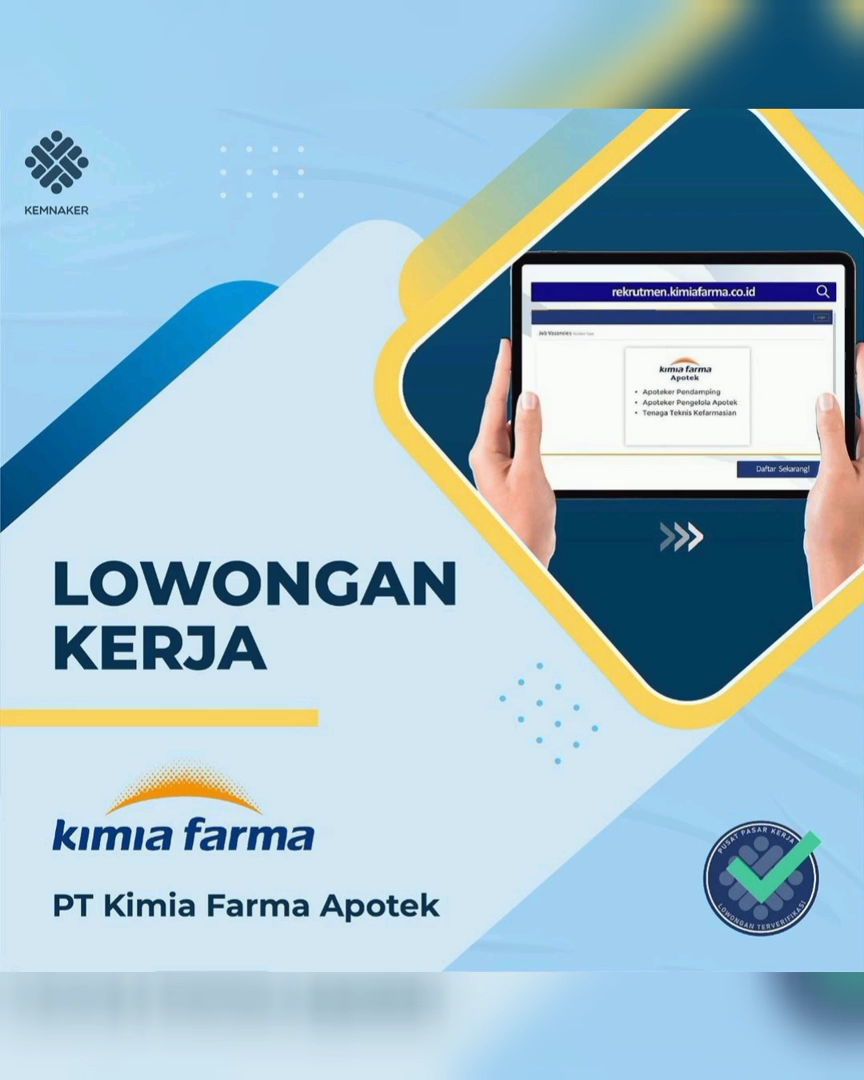 KEMNAKER
rekrutmen.kimiafarma.co.id
Login
Job Vacancies
kimia farma
Apotek
• Apoteker Pendamping
• Apoteker Pengelola Apotek
• Tenaga Teknis Kefarmasian
Daftar Sekarang!
LOWONGAN
KERJA
kimia farma
PT Kimia Farma Apotek
PUSAT PASAR KERJA
LOWONGAN TERVERIFIKASI